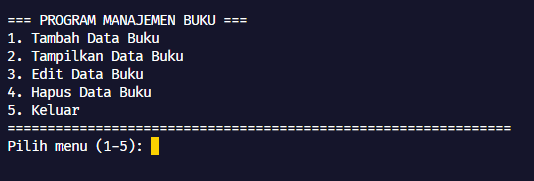 === PROGRAM MANAJEMEN BUKU ===
1. Tambah Data Buku
2. Tampilkan Data Buku
3. Edit Data Buku
4. Hapus Data Buku
5. Keluar
===============================================================
Pilih menu (1-5):